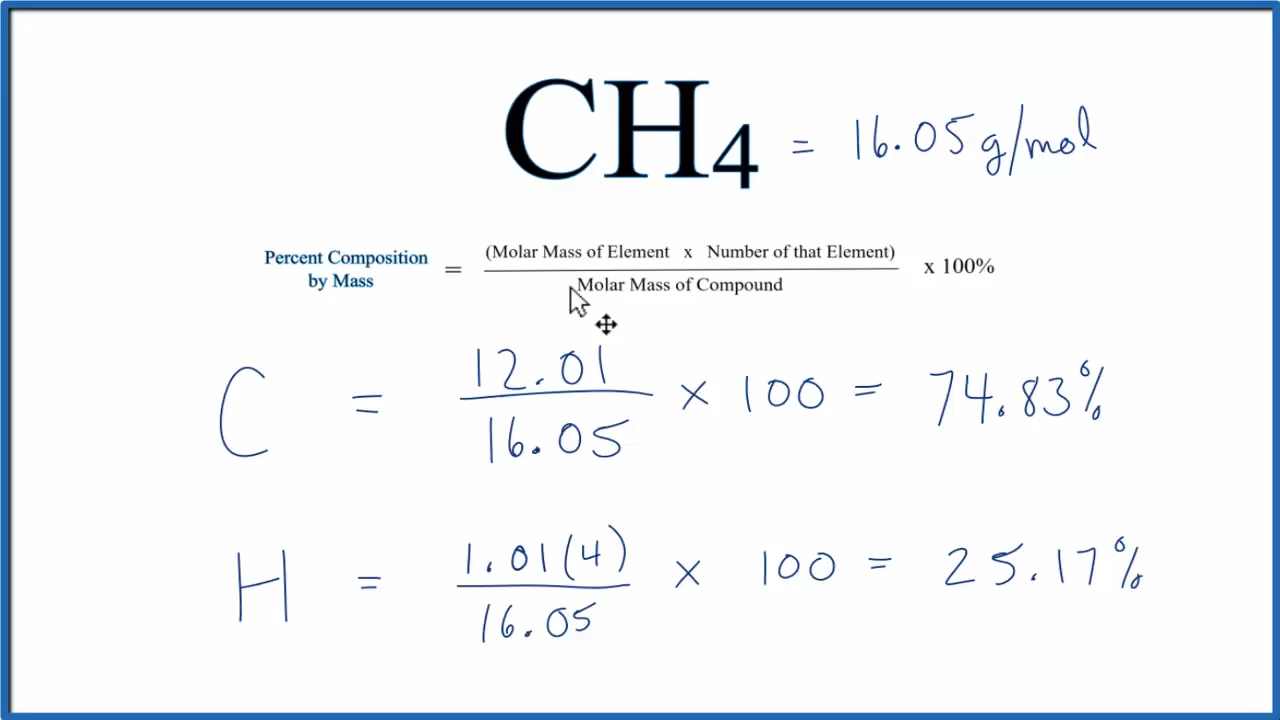 CH₄ = 16.05 g/mol
Percent Composition by Mass = (Molar Mass of Element x Number of that Element) / Molar Mass of Compound x 100%
C = 12.01 / 16.05 × 100 = 74.83%
H = 1.01(4) / 16.05 × 100 = 25.17%